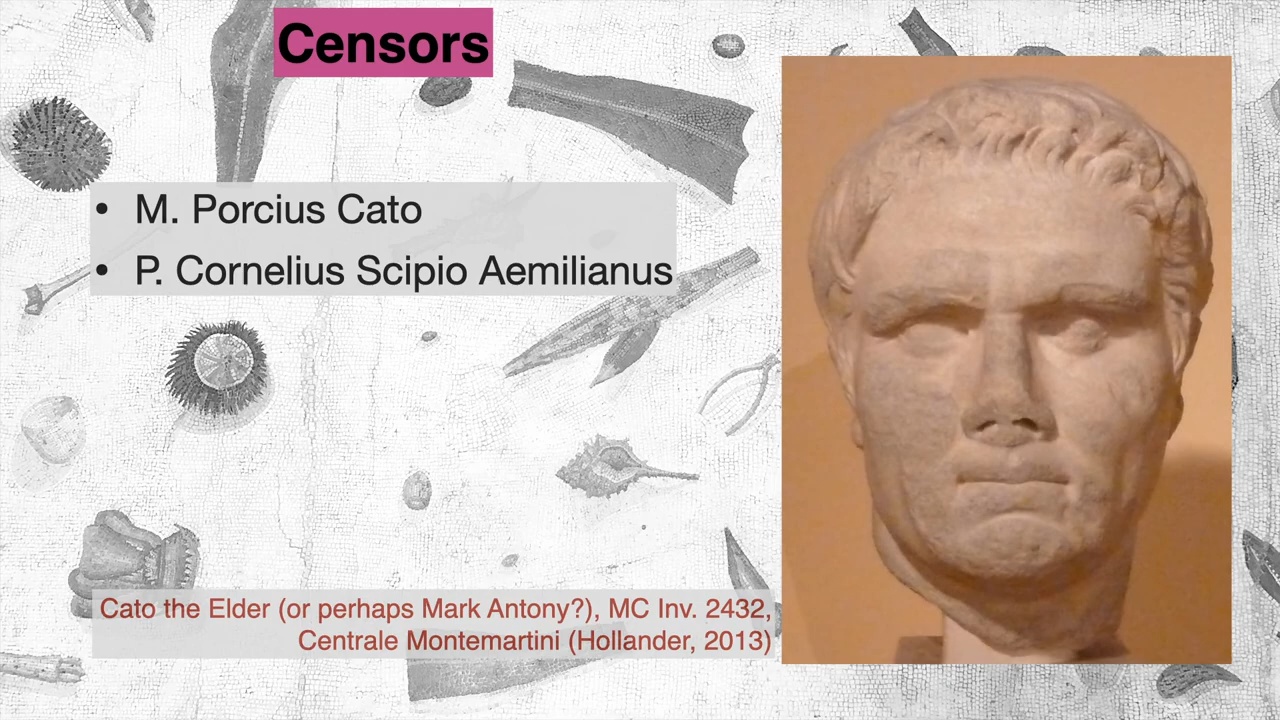 Censors
• M. Porcius Cato
• P. Cornelius Scipio Aemilianus
Cato the Elder (or perhaps Mark Antony?), MC Inv. 2432,
Centrale Montemartini (Hollander, 2013)